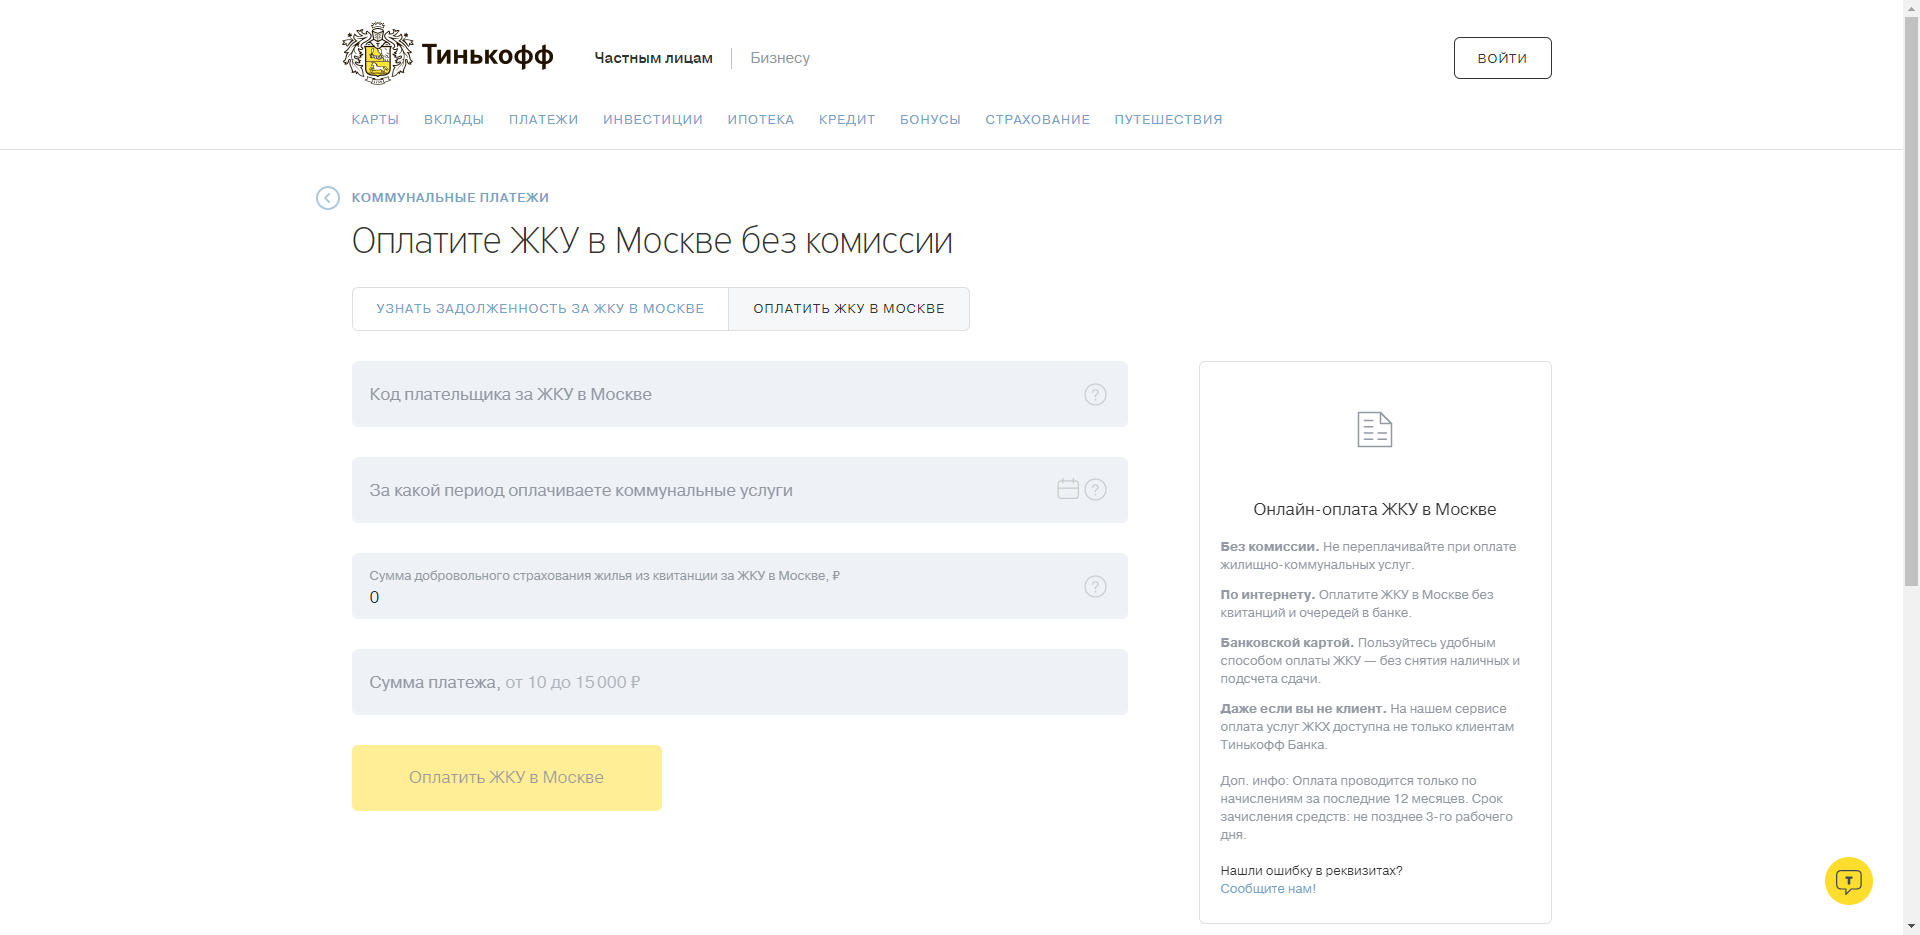 Тинькофф
Частным лицам
Бизнесу
ВОЙТИ
КАРТЫ ВКЛАДЫ ПЛАТЕЖИ ИНВЕСТИЦИИ ИПОТЕКА КРЕДИТ БОНУСЫ СТРАХОВАНИЕ ПУТЕШЕСТВИЯ
КОММУНАЛЬНЫЕ ПЛАТЕЖИ
Оплатите ЖКУ в Москве без комиссии
УЗНАТЬ ЗАДОЛЖЕННОСТЬ ЗА ЖКУ В МОСКВЕ
ОПЛАТИТЬ ЖКУ В МОСКВЕ
Код плательщика за ЖКУ в Москве
?
За какой период оплачиваете коммунальные услуги
?
Сумма добровольного страхования жилья из квитанции за ЖКУ в Москве, ₽
0
?
Сумма платежа, от 10 до 15 000 ₽
Оплатить ЖКУ в Москве
Онлайн-оплата ЖКУ в Москве
Без комиссии. Не переплачивайте при оплате
жилищно-коммунальных услуг.
По интернету. Оплатите ЖКУ в Москве без
квитанций и очередей в банке.
Банковской картой. Пользуйтесь удобным
способом оплаты ЖКУ — без снятия наличных и
подсчета сдачи.
Даже если вы не клиент. На нашем сервисе
оплата услуг ЖКХ доступна не только клиентам
Тинькофф Банка.
Доп. инфо: Оплата проводится только по
начислениям за последние 12 месяцев. Срок
зачисления средств: не позднее 3-го рабочего
дня.
Нашли ошибку в реквизитах?
Сообщите нам!
Т